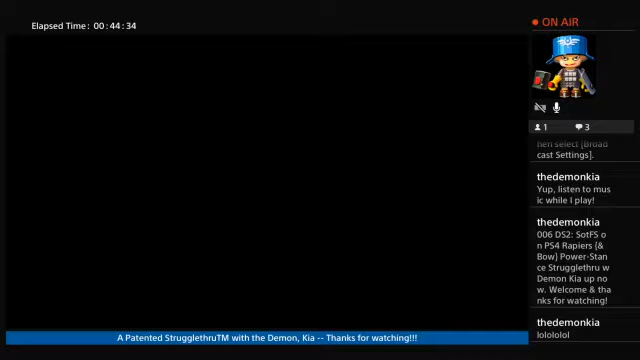 Elapsed Time: 00:44:34
ON AIR
1
3
hen select [Broad
cast Settings].
thedemonkia
Yup, listen to mus
ic while I play!
thedemonkia
006 DS2: SotFS o
n PS4 Rapiers {&
Bow} Power-Stan
ce Strugglethru w
Demon Kia up no
w. Welcome & tha
nks for watching!
thedemonkia
lolololol
A Patented StrugglethruTM with the Demon, Kia -- Thanks for watching!!!